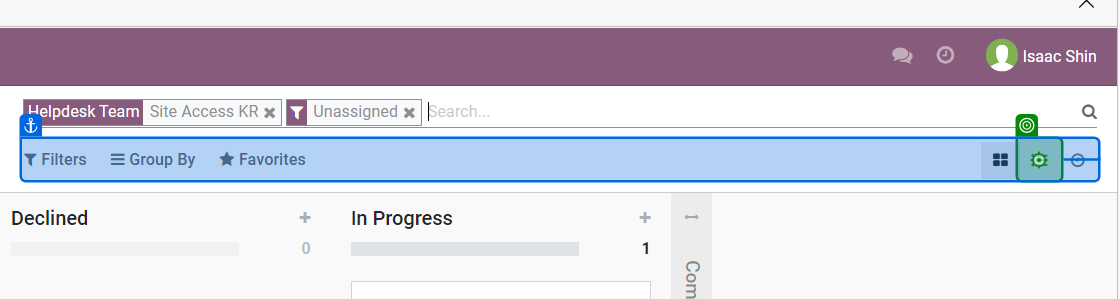 Isaac Shin
Helpdesk Team Site Access KR Unassigned Search...
Filters Group By Favorites
Declined In Progress
0 1
Com